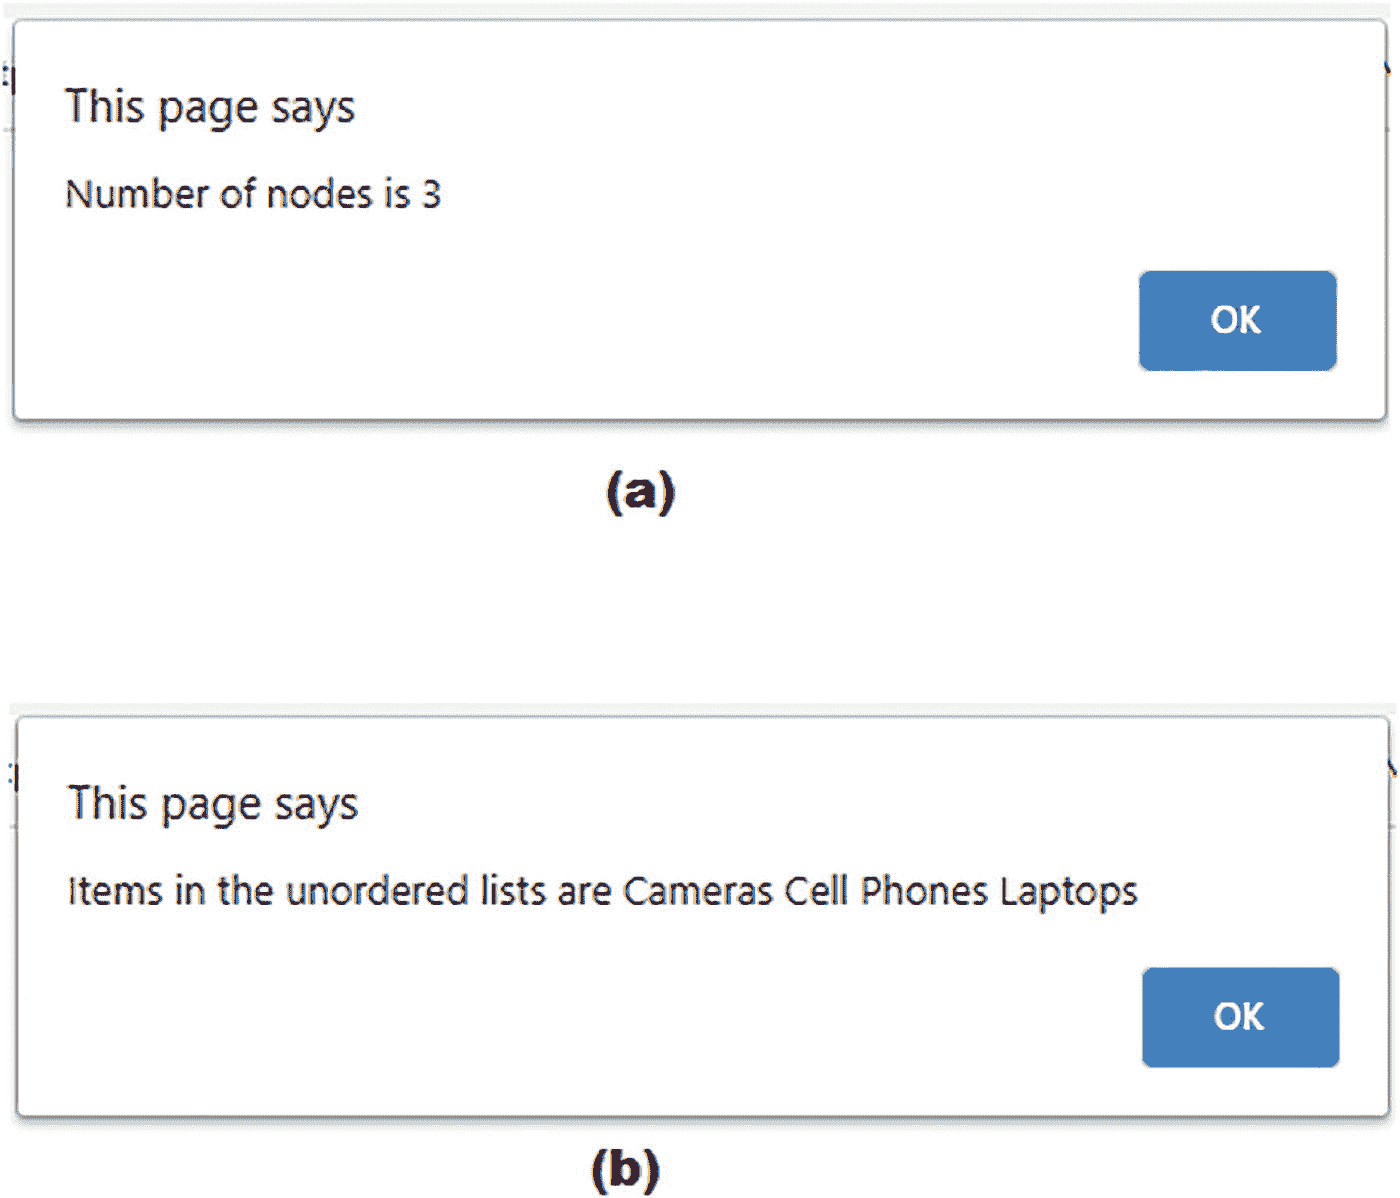 This page says
Number of nodes is 3
OK
(a)
This page says
Items in the unordered lists are Cameras Cell Phones Laptops
OK
(b)